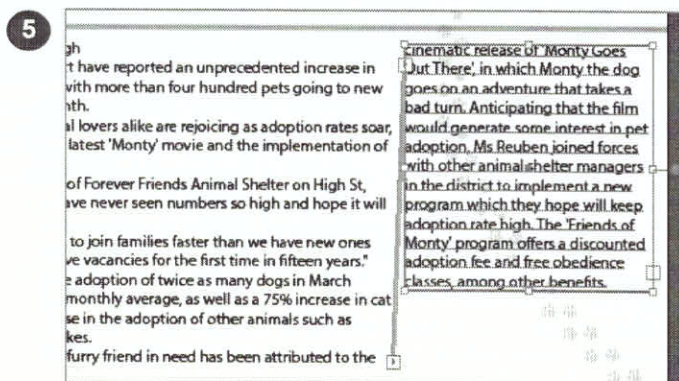 5
gh
t have reported an unprecedented increase in
with more than four hundred pets going to new
nth.
al lovers alike are rejoicing as adoption rates soar,
latest 'Monty' movie and the implementation of
of Forever Friends Animal Shelter on High St,
ave never seen numbers so high and hope it will
to join families faster than we have new ones
ve vacancies for the first time in fifteen years."
e adoption of twice as many dogs in March
monthly average, as well as a 75% increase in cat
se in the adoption of other animals such as
kes.
furry friend in need has been attributed to the
cinematic release of 'Monty Goes
Out There', in which Monty the dog
goes on an adventure that takes a
bad turn. Anticipating that the film
would generate some interest in pet
adoption, Ms Reuben joined forces
with other animal shelter managers
in the district to implement a new
program which they hope will keep
adoption rate high. The 'Friends of
Monty' program offers a discounted
adoption fee and free obedience
classes, among other benefits.